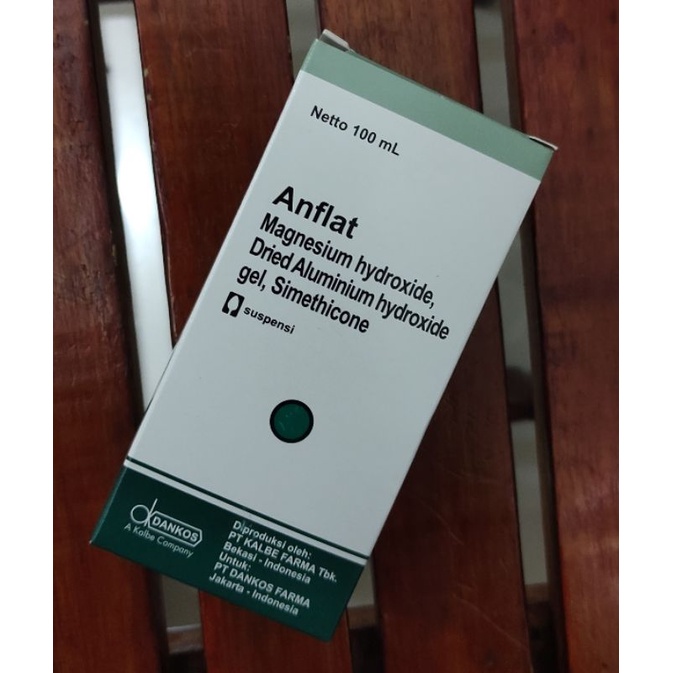 Netto 100 mL
Anflat
Magnesium hydroxide,
Dried Aluminium hydroxide
gel, Simethicone
suspensi
DANKOS
A Kalbe Company
Diproduksi oleh:
PT KALBE FARMA Tbk.
Bekasi - Indonesia
Untuk:
PT DANKOS FARMA
Jakarta - Indonesia